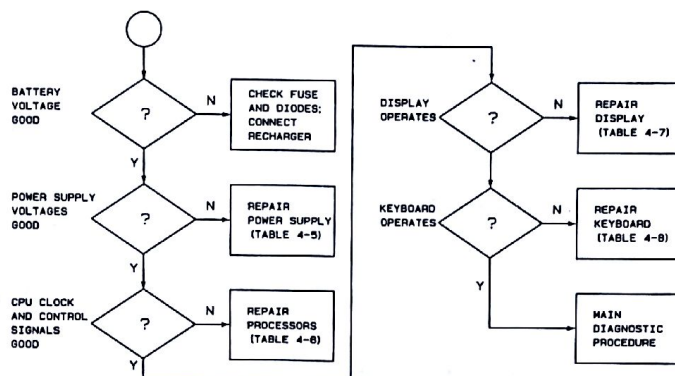 BATTERY
VOLTAGE
GOOD
?
N
CHECK FUSE
AND DIODES;
CONNECT
RECHARGER
Y
POWER SUPPLY
VOLTAGES
GOOD
?
N
REPAIR
POWER SUPPLY
(TABLE 4-5)
Y
CPU CLOCK
AND CONTROL
SIGNALS
GOOD
?
N
REPAIR
PROCESSORS
(TABLE 4-6)
Y
DISPLAY
OPERATES
?
N
REPAIR
DISPLAY
(TABLE 4-7)
KEYBOARD
OPERATES
?
N
REPAIR
KEYBOARD
(TABLE 4-8)
Y
MAIN
DIAGNOSTIC
PROCEDURE